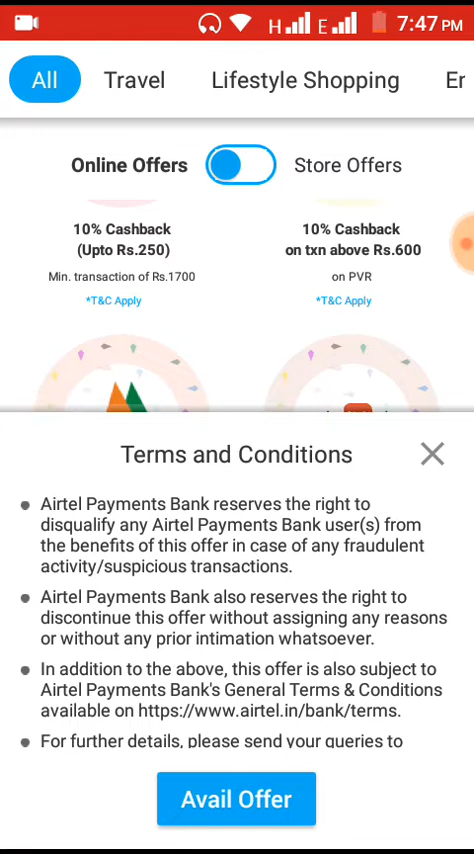 H E 7:47 PM
All Travel Lifestyle Shopping Er
Online Offers Store Offers
10% Cashback 10% Cashback
(Upto Rs.250) on txn above Rs.600
Min. transaction of Rs.1700 on PVR
*T&C Apply *T&C Apply
Terms and Conditions
Airtel Payments Bank reserves the right to
disqualify any Airtel Payments Bank user(s) from
the benefits of this offer in case of any fraudulent
activity/suspicious transactions.
Airtel Payments Bank also reserves the right to
discontinue this offer without assigning any reasons
or without any prior intimation whatsoever.
In addition to the above, this offer is also subject to
Airtel Payments Bank's General Terms & Conditions
available on https://www.airtel.in/bank/terms.
For further details, please send your queries to
Avail Offer